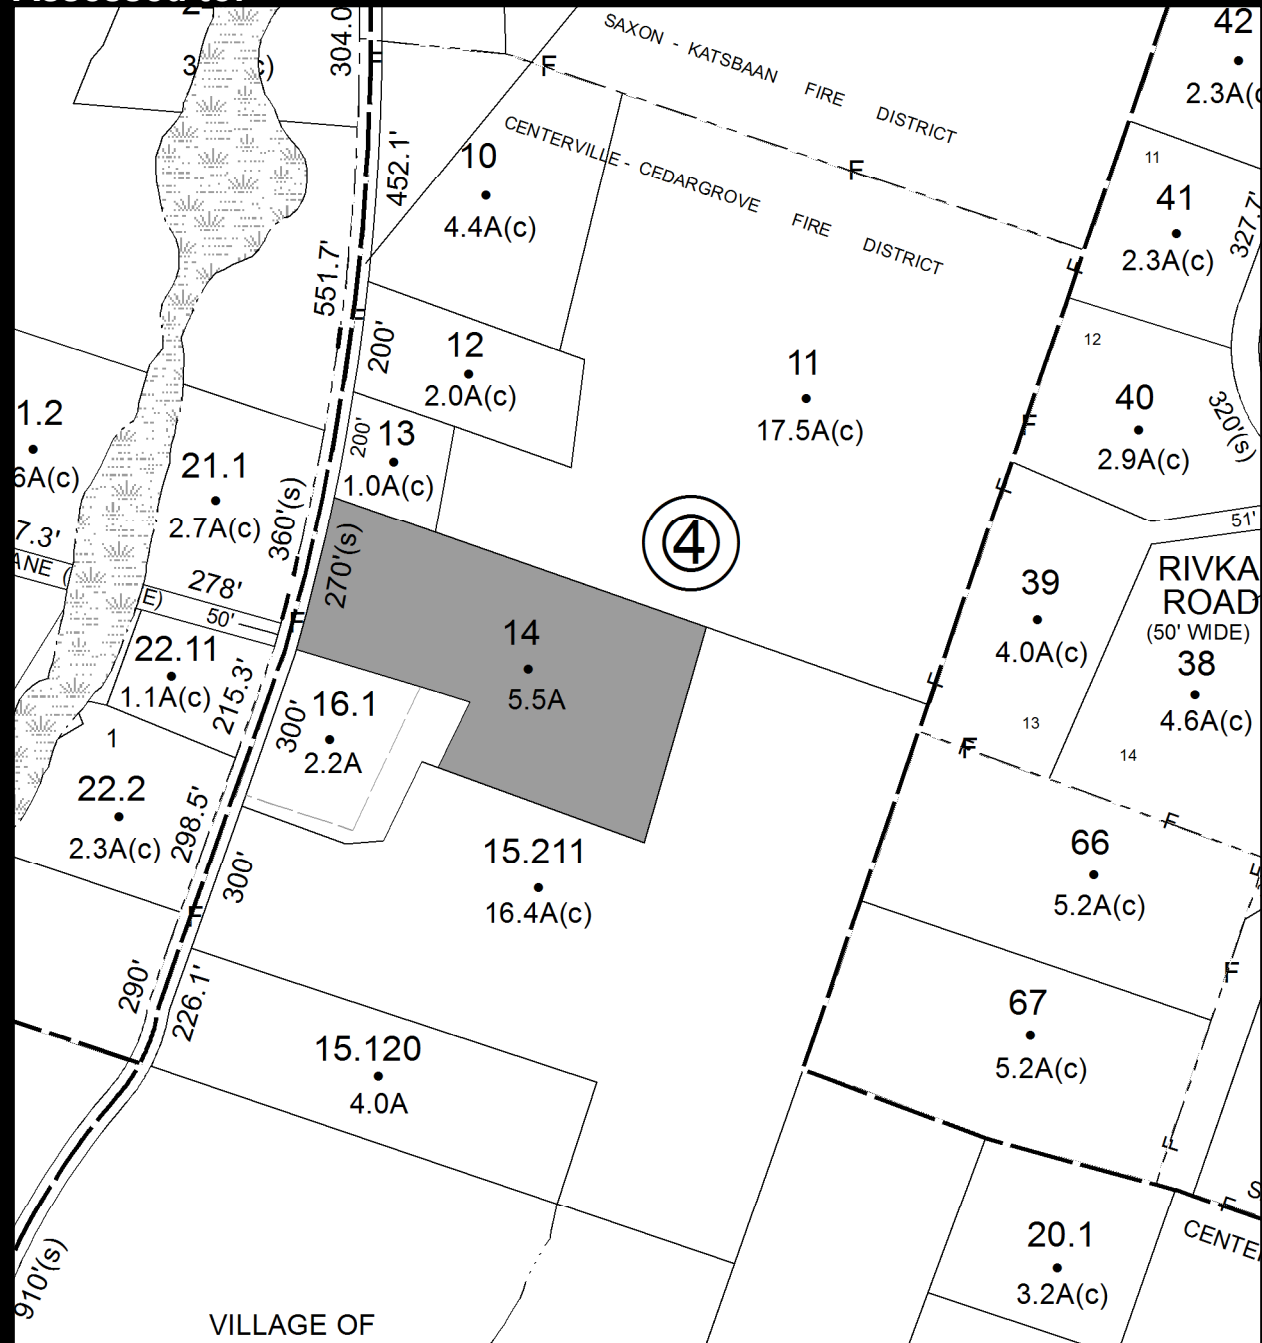 42
2.3A(c
304.0
SAXON - KATSBAAN FIRE DISTRICT
F
F
CENTERVILLE - CEDARGROVE FIRE DISTRICT
452.1'
10
4.4A(c)
F
11
41
2.3A(c)
327.7'
551.7'
F
F
200'
12
2.0A(c)
11
17.5A(c)
12
40
2.9A(c)
320'(s)
F
1.2
6A(c)
200'
13
1.0A(c)
21.1
2.7A(c)
360'(s)
F
4
51'
7.3'
ANE (
E)
278'
50'
F
270'(s)
14
5.5A
39
4.0A(c)
RIVKA
ROAD
(50' WIDE)
38
4.6A(c)
22.11
1.1A(c)
215.3'
300'
16.1
2.2A
F
13
F
14
1
22.2
2.3A(c)
298.5'
F
300'
15.211
16.4A(c)
66
5.2A(c)
F
F
F
290'
226.1'
67
5.2A(c)
15.120
4.0A
F
F
S
CENTE
20.1
3.2A(c)
910'(s)
VILLAGE OF